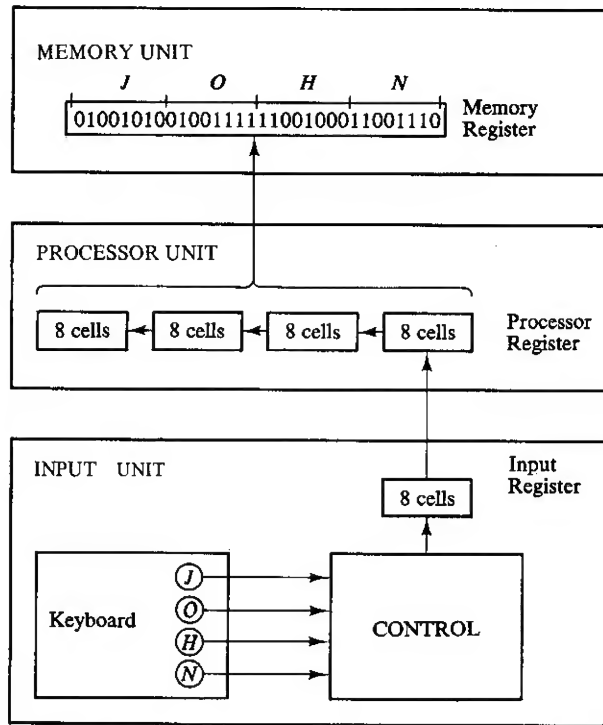 MEMORY UNIT
J O H N
01001010010011111100100011001110
Memory
Register
PROCESSOR UNIT
8 cells 8 cells 8 cells 8 cells
Processor
Register
INPUT UNIT
Input
Register
8 cells
J
O
Keyboard
H
N
CONTROL